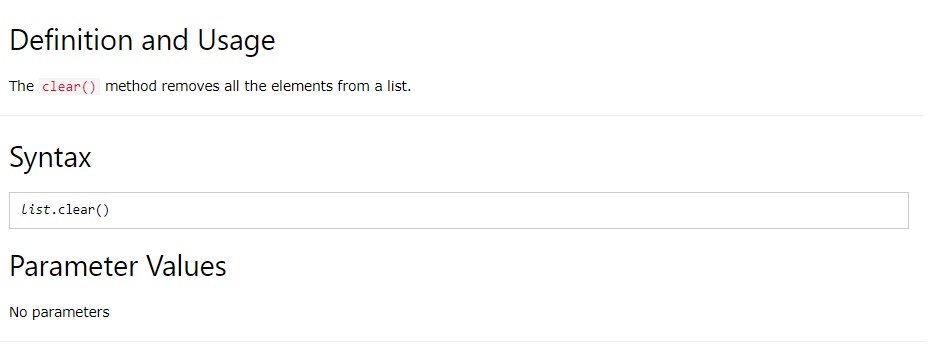 Definition and Usage
The clear() method removes all the elements from a list.
Syntax
list.clear()
Parameter Values
No parameters